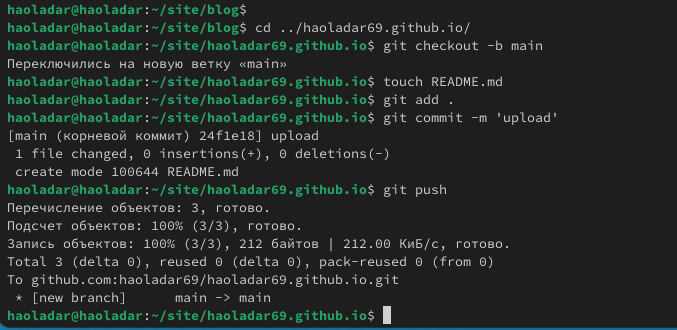 haoladar@haoladar:~/site/blog$
haoladar@haoladar:~/site/blog$ cd ../haoladar69.github.io/
haoladar@haoladar:~/site/haoladar69.github.io$ git checkout -b main
Переключились на новую ветку «main»
haoladar@haoladar:~/site/haoladar69.github.io$ touch README.md
haoladar@haoladar:~/site/haoladar69.github.io$ git add .
haoladar@haoladar:~/site/haoladar69.github.io$ git commit -m 'upload'
[main (корневой коммит) 24f1e18] upload
 1 file changed, 0 insertions(+), 0 deletions(-)
 create mode 100644 README.md
haoladar@haoladar:~/site/haoladar69.github.io$ git push
Перечисление объектов: 3, готово.
Подсчет объектов: 100% (3/3), готово.
Запись объектов: 100% (3/3), 212 байтов | 212.00 КиБ/с, готово.
Total 3 (delta 0), reused 0 (delta 0), pack-reused 0 (from 0)
To github.com:haoladar69/haoladar69.github.io.git
 * [new branch]      main -> main
haoladar@haoladar:~/site/haoladar69.github.io$